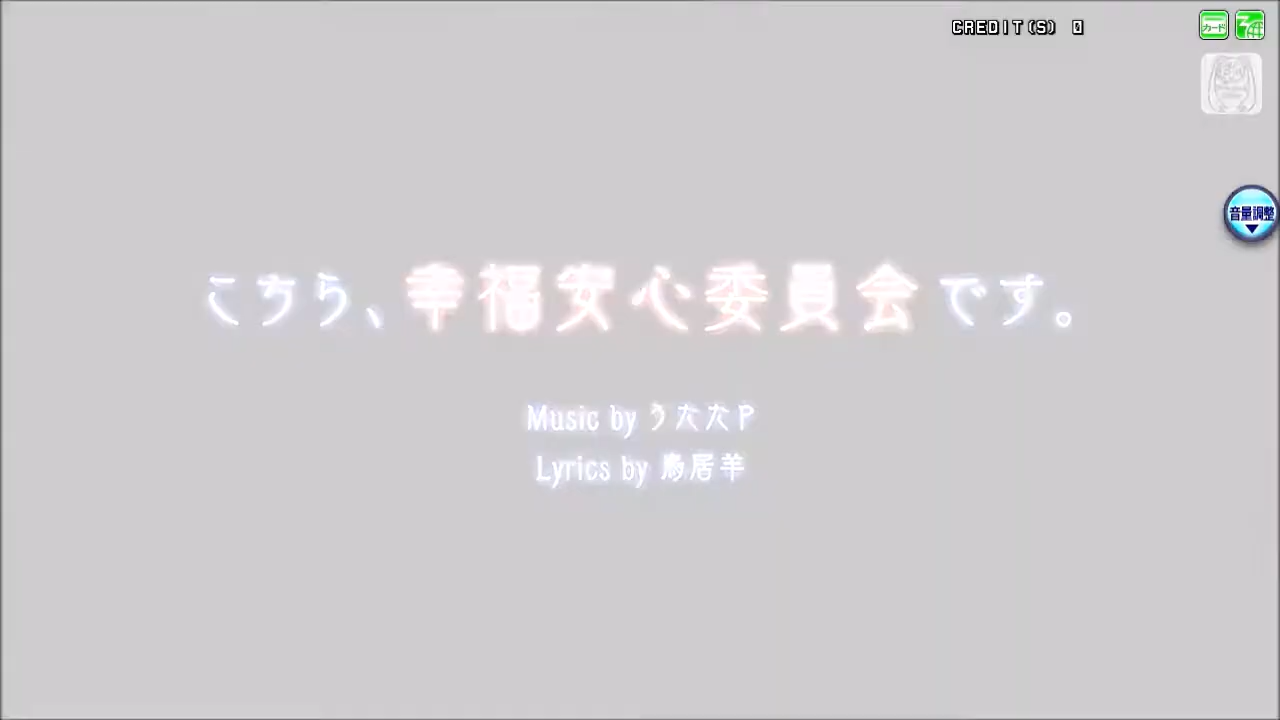 CREDIT(S) 0
カード
音量調整
こちら、幸福安心委員会です。
Music by うたたP
Lyrics by 鳥居羊